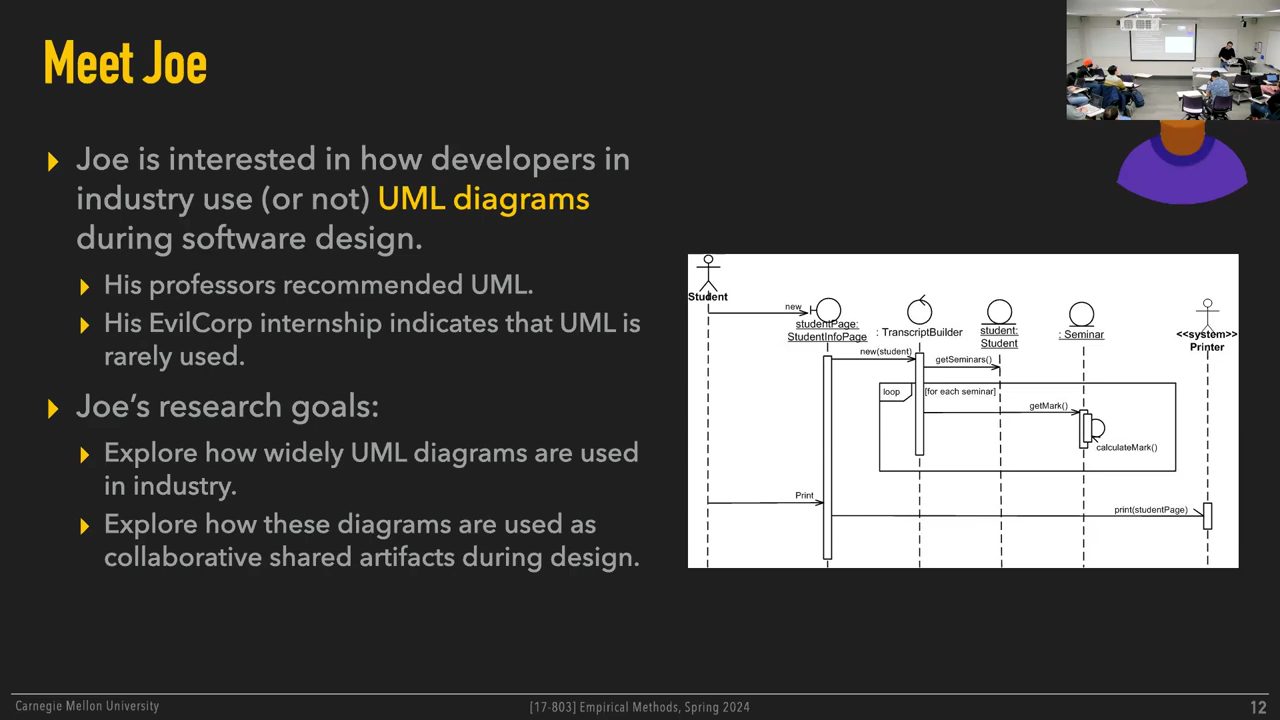 Meet Joe
Joe is interested in how developers in
industry use (or not) UML diagrams
during software design.
His professors recommended UML.
His EvilCorp internship indicates that UML is
rarely used.
Joe's research goals:
Explore how widely UML diagrams are used
in industry.
Explore how these diagrams are used as
collaborative shared artifacts during design.
Student
new
studentPage:
StudentInfoPage
: TranscriptBuilder
student:
Student
: Seminar
<<system>>
Printer
new(student)
getSeminars()
loop
[for each seminar]
getMark()
calculateMark()
Print
print(studentPage)
Carnegie Mellon University
[17-803] Empirical Methods, Spring 2024
12